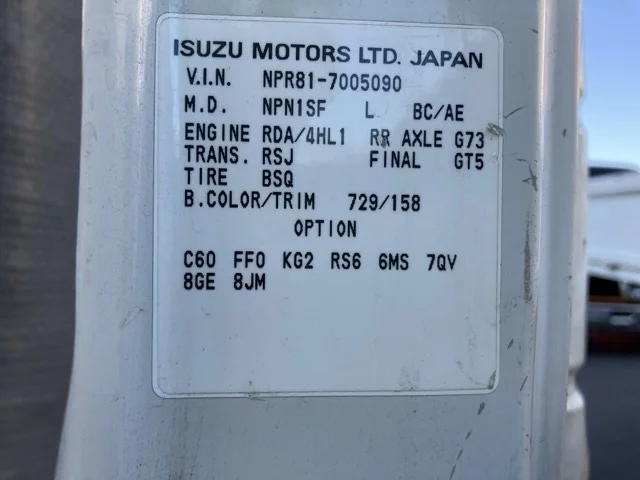 ISUZU MOTORS LTD. JAPAN
V.I.N. NPR81-7005090
M.D. NPN1SF L BC/AE
ENGINE RDA/4HL1 RR AXLE G73
TRANS. RSJ FINAL GT5
TIRE BSQ
B.COLOR/TRIM 729/158
OPTION
C60 FF0 KG2 RS6 6MS 7QV
8GE 8JM